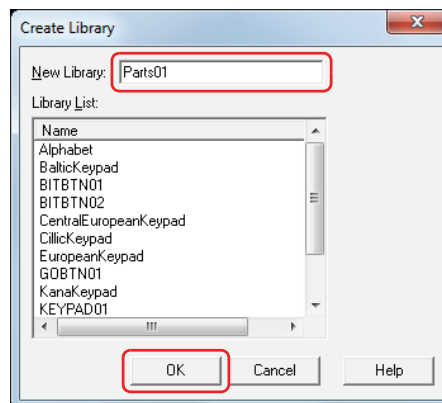 Create Library
New Library: Parts01
Library List:
Name
Alphabet
BalticKeypad
BITBTN01
BITBTN02
CentralEuropeanKeypad
CillicKeypad
EuropeanKeypad
GOBTN01
KanaKeypad
KEYPAD01
OK Cancel Help